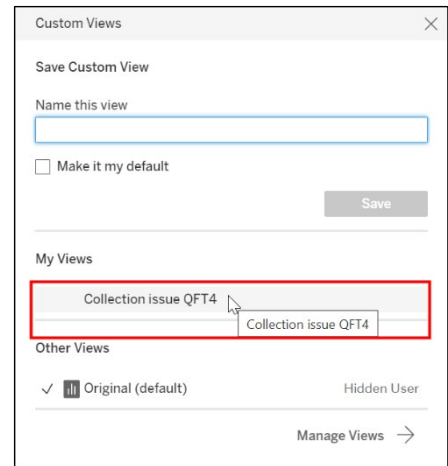 Custom Views
Save Custom View
Name this view
Make it my default
Save
My Views
Collection issue QFT4
Collection issue QFT4
Other Views
Original (default) Hidden User
Manage Views